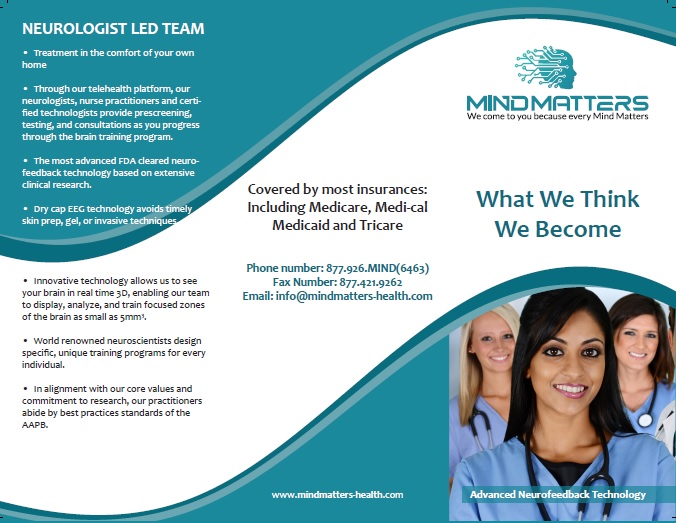 NEUROLOGIST LED TEAM
• Treatment in the comfort of your own
home
• Through our telehealth platform, our
neurologists, nurse practitioners and certi-
fied technologists provide prescreening,
testing, and consultations as you progress
through the brain training program.
• The most advanced FDA cleared neuro-
feedback technology based on extensive
clinical research.
• Dry cap EEG technology avoids timely
skin prep, gel, or invasive techniques.
• Innovative technology allows us to see
your brain in real time 3D, enabling our team
to display, analyze, and train focused zones
of the brain as small as 5mm³.
• World renowned neuroscientists design
specific, unique training programs for every
individual.
• In alignment with our core values and
commitment to research, our practitioners
abide by best practices standards of the
AAPB.
Covered by most insurances:
Including Medicare, Medi-cal
Medicaid and Tricare
Phone number: 877.926.MIND(6463)
Fax Number: 877.421.9262
Email: info@mindmatters-health.com
www.mindmatters-health.com
MINDMATTERS
We come to you because every Mind Matters
What We Think
We Become
Advanced Neurofeedback Technology